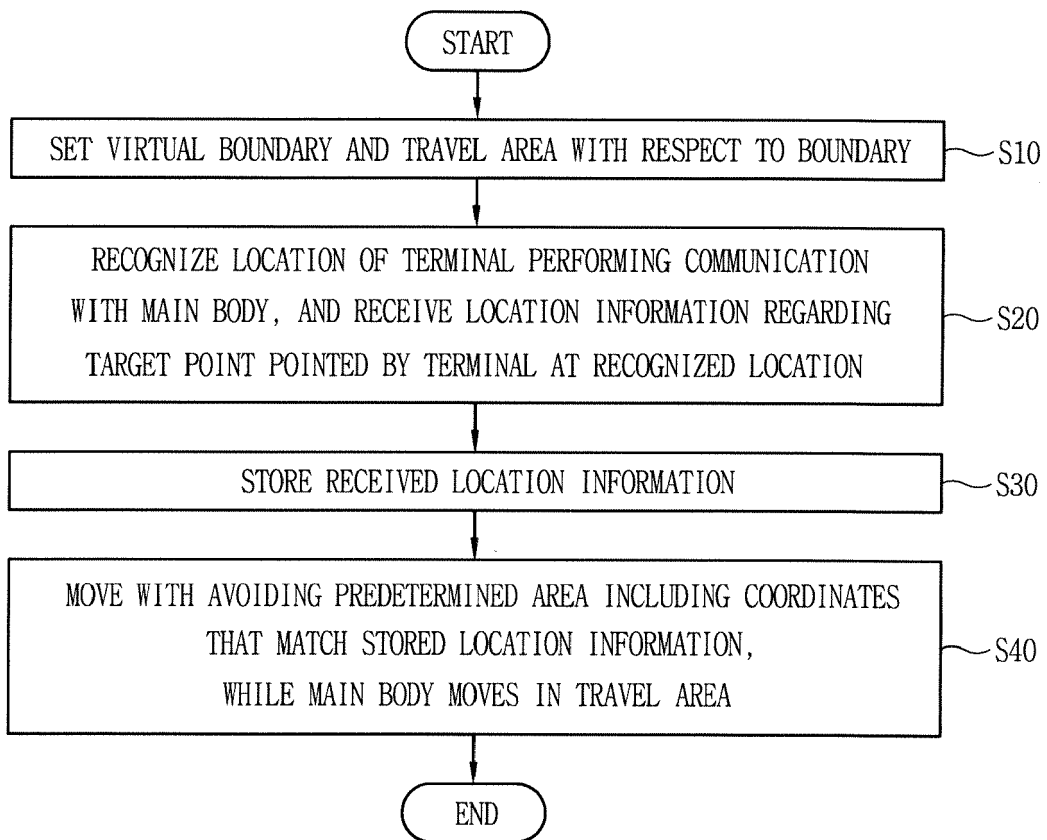 START
SET VIRTUAL BOUNDARY AND TRAVEL AREA WITH RESPECT TO BOUNDARY
S10
RECOGNIZE LOCATION OF TERMINAL PERFORMING COMMUNICATION
WITH MAIN BODY, AND RECEIVE LOCATION INFORMATION REGARDING
TARGET POINT POINTED BY TERMINAL AT RECOGNIZED LOCATION
S20
STORE RECEIVED LOCATION INFORMATION
S30
MOVE WITH AVOIDING PREDETERMINED AREA INCLUDING COORDINATES
THAT MATCH STORED LOCATION INFORMATION,
WHILE MAIN BODY MOVES IN TRAVEL AREA
S40
END